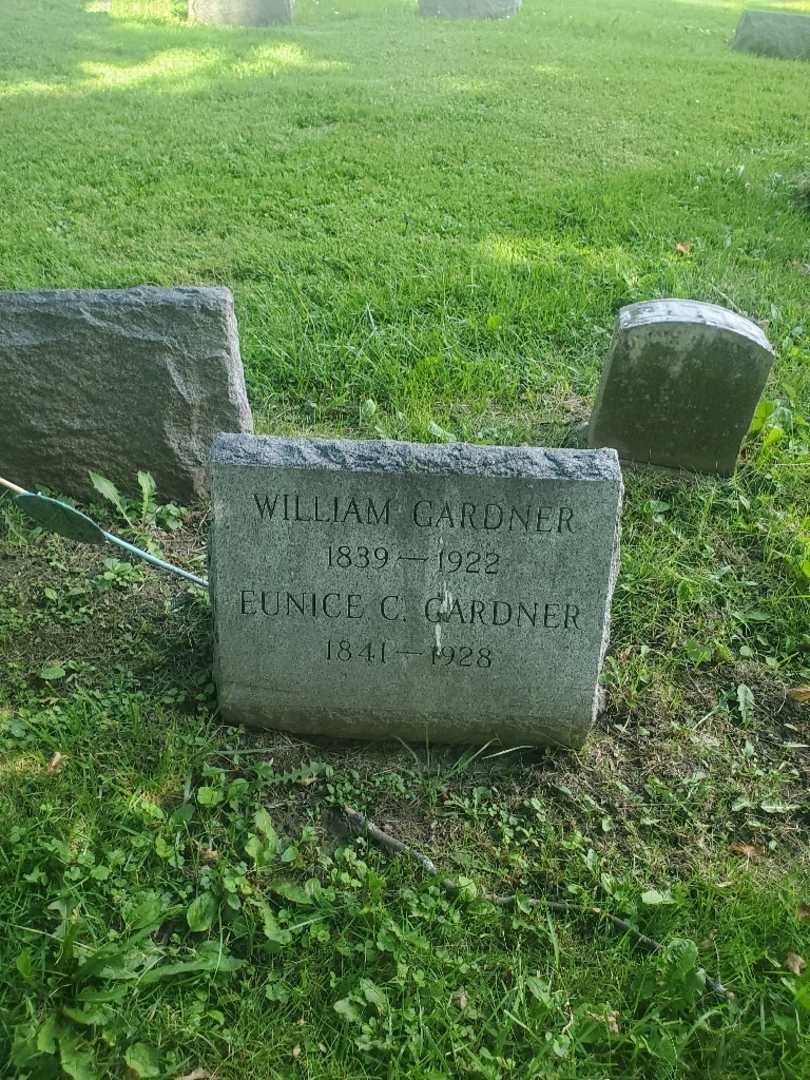 WILLIAM GARDNER
1839—1922
EUNICE C. GARDNER
1841—1928